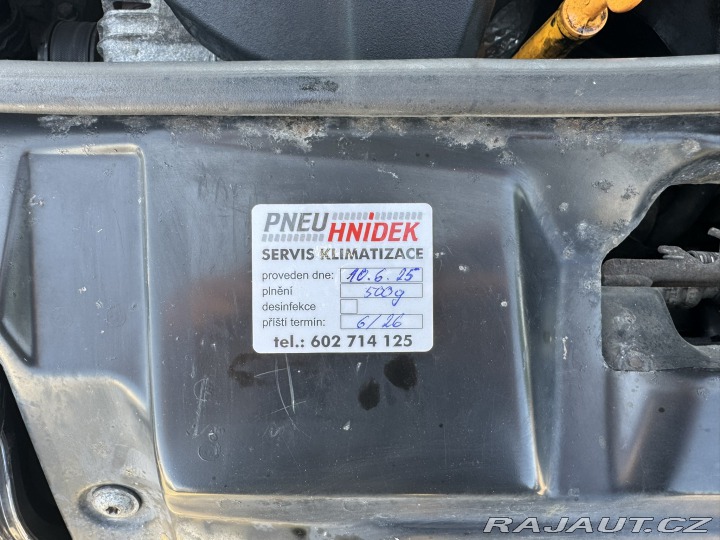 PNEU
HNÍDEK
SERVIS KLIMATIZACE
proveden dne: 10.6.25
plnění 500g
desinfekce
příští termín: 6/26
tel.: 602 714 125
RAJAUT.CZ